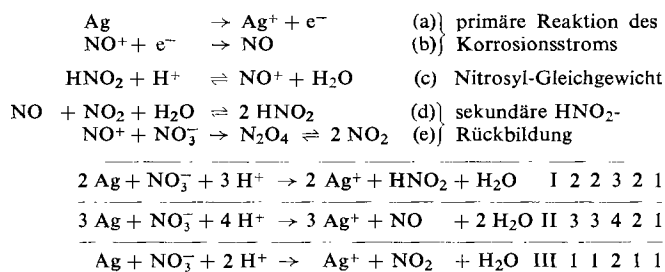 Ag → Ag⁺ + e⁻ (a)} primäre Reaktion des
NO⁺ + e⁻ → NO (b)} Korrosionsstroms
HNO₂ + H⁺ ⇌ NO⁺ + H₂O (c) Nitrosyl-Gleichgewicht
NO + NO₂ + H₂O ⇌ 2 HNO₂ (d)} sekundäre HNO₂-
NO⁺ + NO₃⁻ → N₂O₄ ⇌ 2 NO₂ (e)} Rückbildung
2 Ag + NO₃⁻ + 3 H⁺ → 2 Ag⁺ + HNO₂ + H₂O I 2 2 3 2 1
3 Ag + NO₃⁻ + 4 H⁺ → 3 Ag⁺ + NO + 2 H₂O II 3 3 4 2 1
Ag + NO₃⁻ + 2 H⁺ → Ag⁺ + NO₂ + H₂O III 1 1 2 1 1